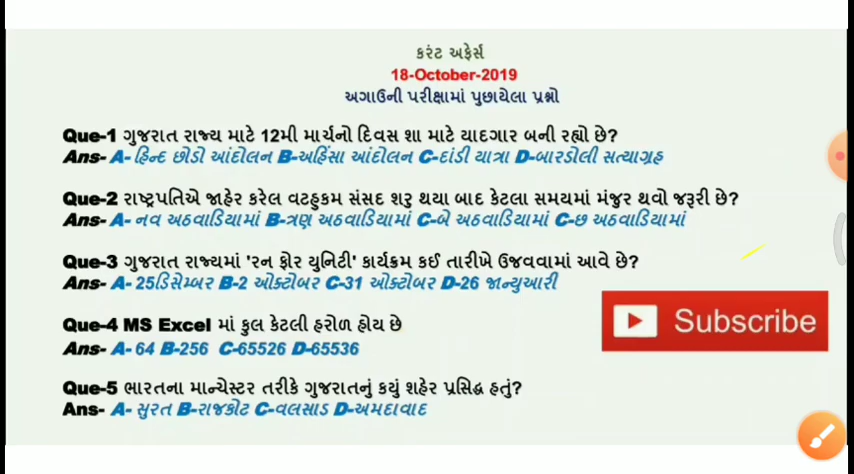 કરંટ અફેર્સ
18-October-2019
અગાઉની પરીક્ષામાં પુછાયેલા પ્રશ્નો
Que-1 ગુજરાત રાજ્ય માટે 12મી માર્ચનો દિવસ શા માટે યાદગાર બની રહ્યો છે?
Ans- A- હિન્દ છોડો આંદોલન B-અહિંસા આંદોલન C-દાંડી યાત્રા D-બારડોલી સત્યાગ્રહ
Que-2 રાષ્ટ્રપતિએ જાહેર કરેલ વટહુકમ સંસદ શરુ થયા બાદ કેટલા સમયમાં મંજુર થવો જરૂરી છે?
Ans- A- નવ અઠવાડિયામાં B-ત્રણ અઠવાડિયામાં C-બે અઠવાડિયામાં C-છ અઠવાડિયામાં
Que-3 ગુજરાત રાજ્યમાં 'રન ફોર યુનિટી' કાર્યક્રમ કઈ તારીખે ઉજવવામાં આવે છે?
Ans- A- 25ડિસેમ્બર B-2 ઓક્ટોબર C-31 ઓક્ટોબર D-26 જાન્યુઆરી
Que-4 MS Excel માં કુલ કેટલી હરોળ હોય છે
Ans- A- 64 B-256 C-65526 D-65536
Subscribe
Que-5 ભારતના માન્ચેસ્ટર તરીકે ગુજરાતનું કયું શહેર પ્રસિદ્ધ હતું?
Ans- A- સુરત B-રાજકોટ C-વલસાડ D-અમદાવાદ